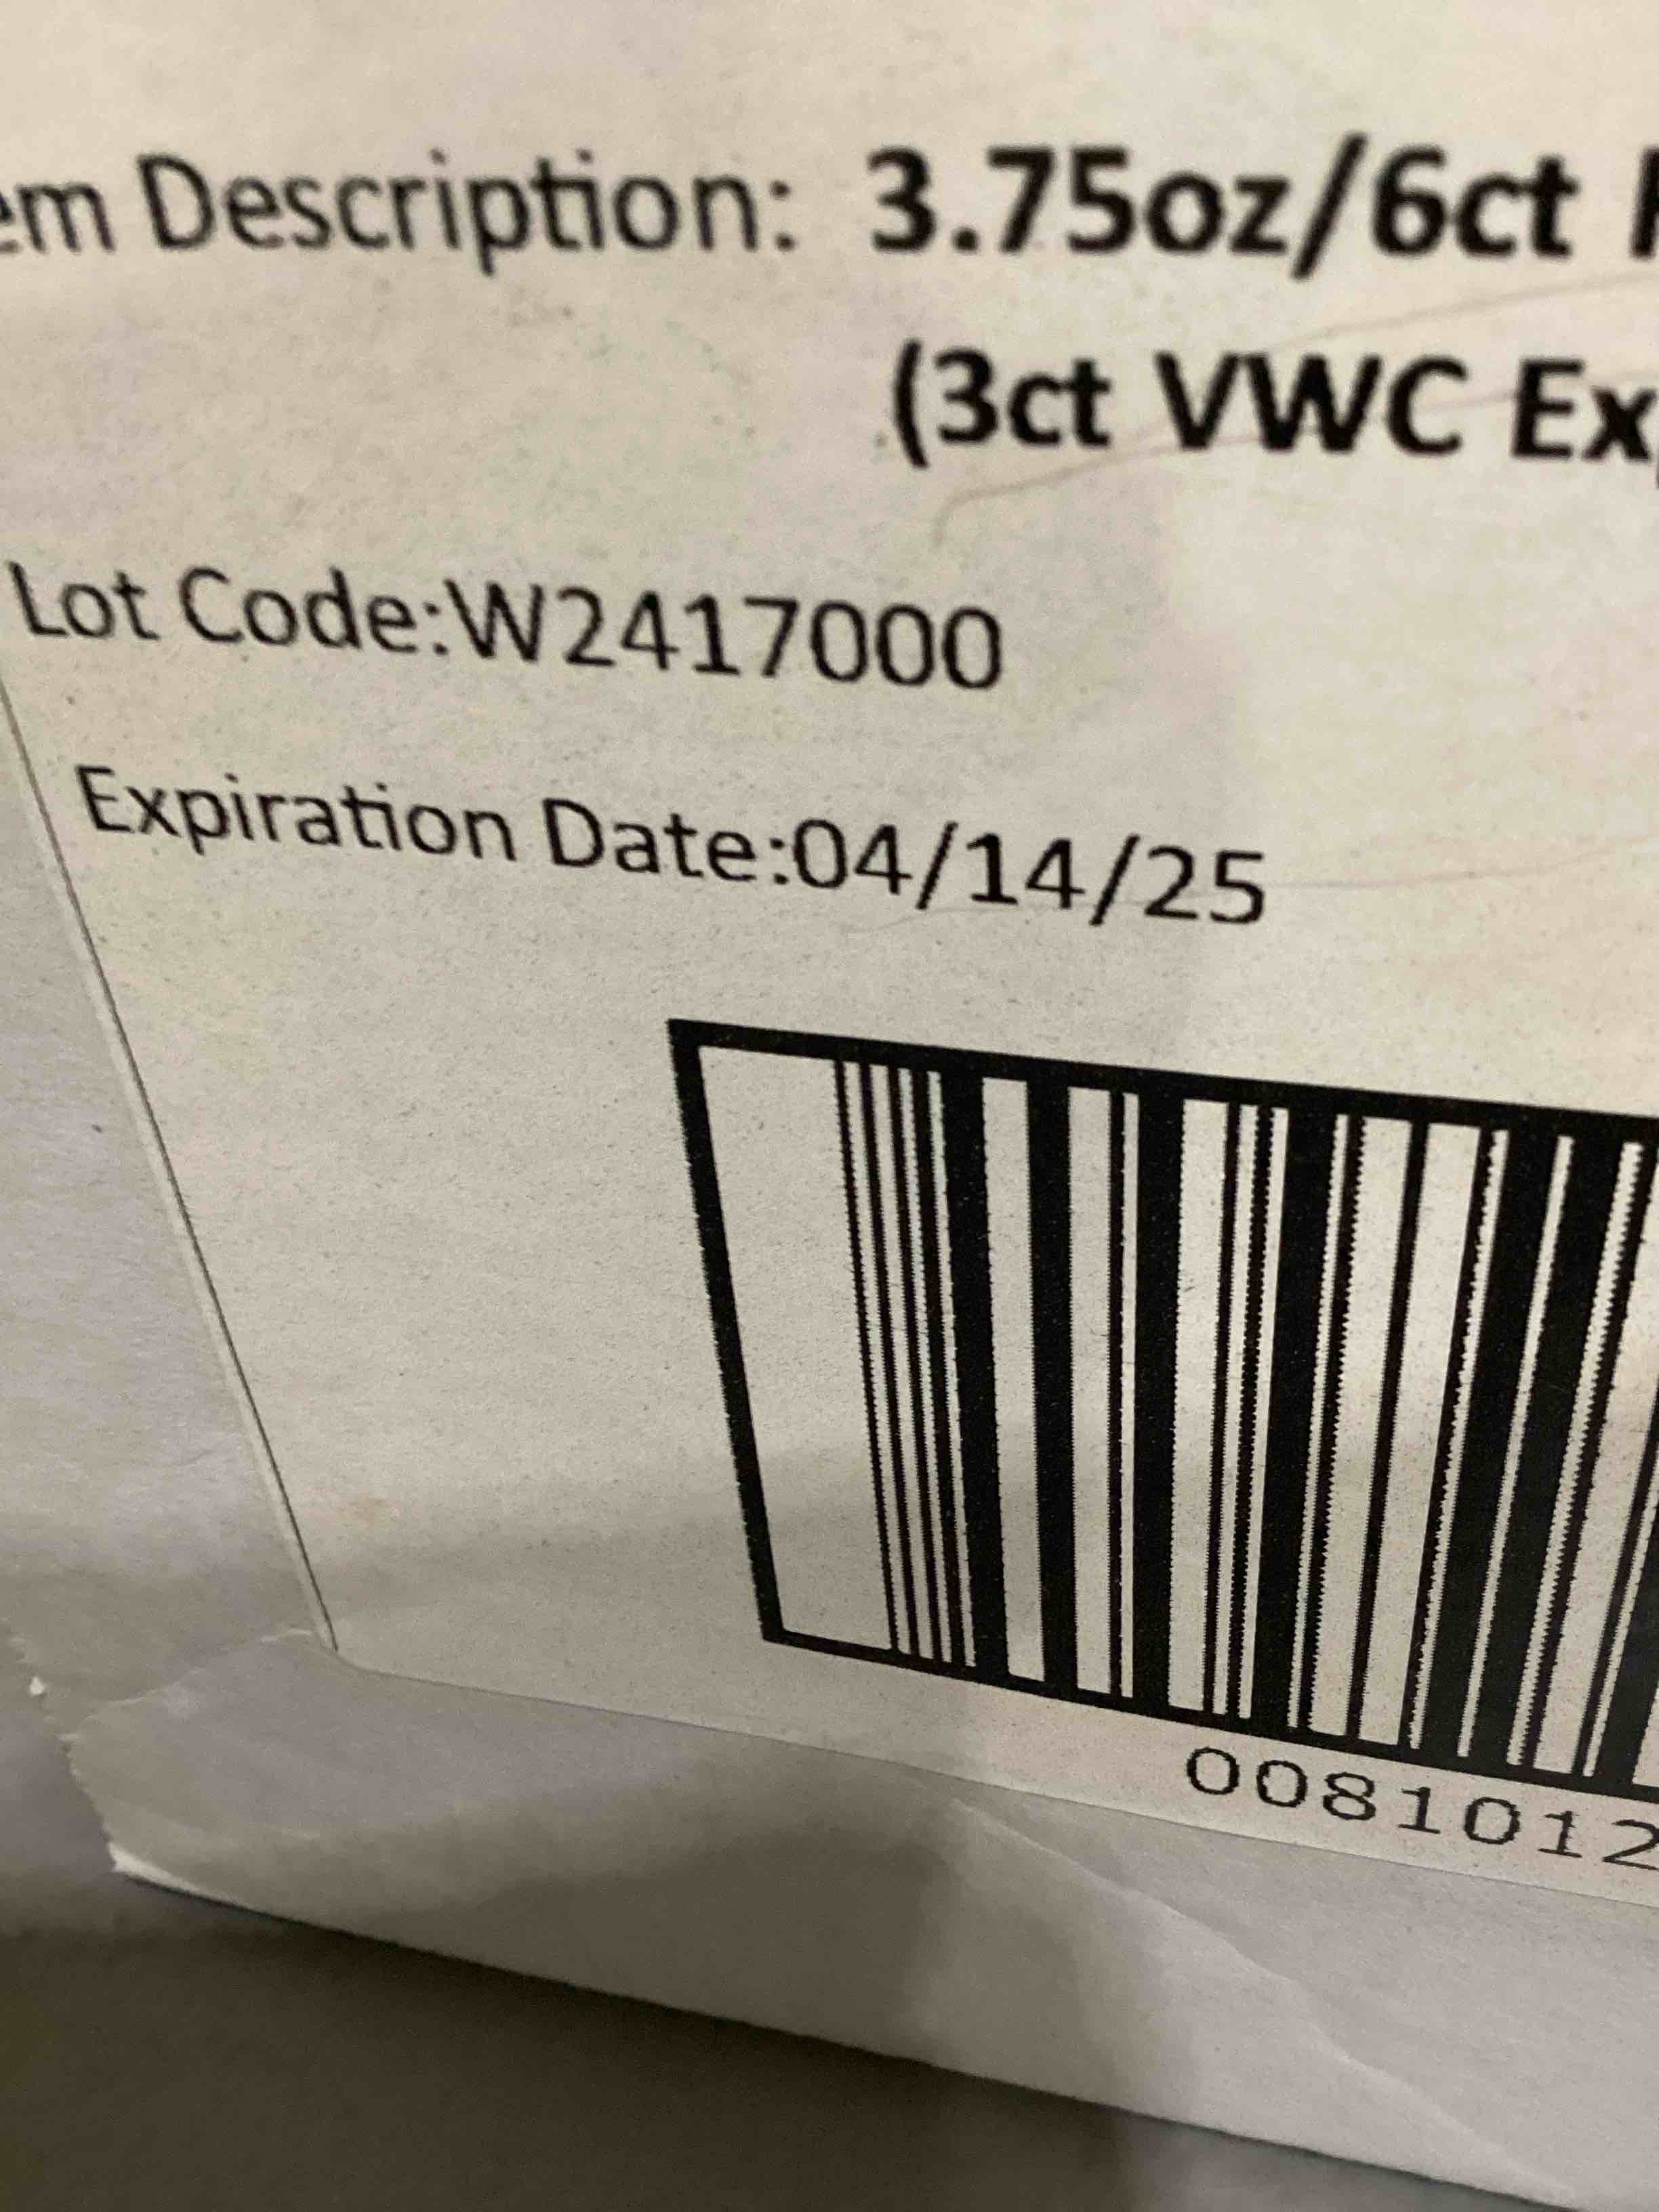 em Description: 3.75oz/6ct
(3ct VWC Ex
Lot Code:W2417000
Expiration Date:04/14/25
0081012